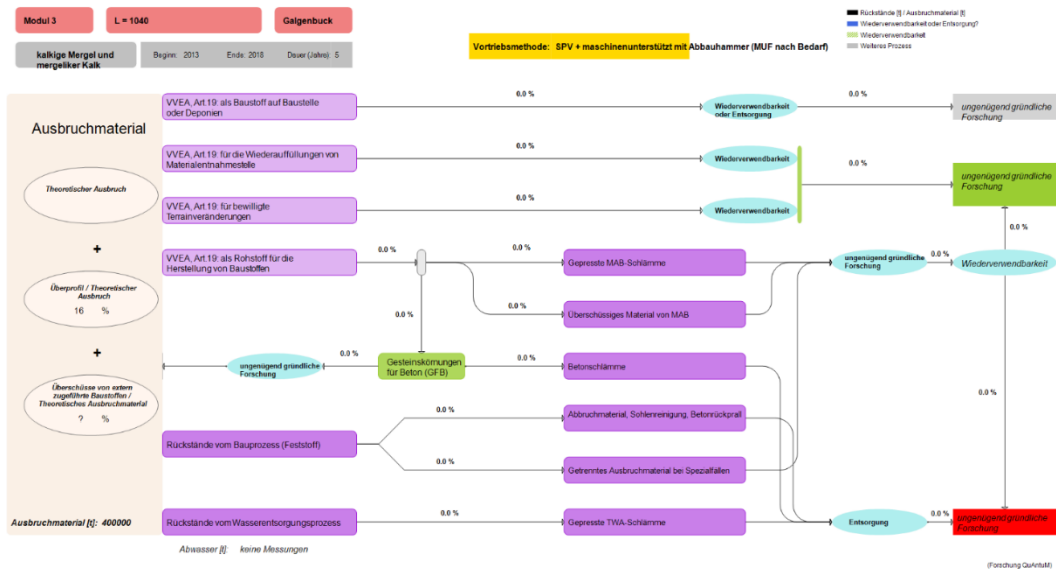 Modul 3
L = 1040
Galgenbuck
kalkige Mergel und
mergeliker Kalk
Beginn: 2013
Ende: 2018
Dauer (Jahre): 5
Vortriebsmethode: SPV + maschinenunterstützt mit Abbauhammer (MUF nach Bedarf)
Rückstände [t] / Ausbruchmaterial [t]
Wiederverwendbarkeit oder Entsorgung?
Wiederverwendbarkeit
Weiteres Prozess
Ausbruchmaterial
Theoretischer Ausbruch
+
Überprofil / Theoretischer
Ausbruch
16 %
+
Überschüsse von extern
zugeführte Baustoffen /
Theoretisches Ausbruchmaterial
? %
Ausbruchmaterial [t]: 400000
VVEA, Art.19: als Baustoff auf Baustelle
oder Deponien
0.0 %
Wiederverwendbarkeit
oder Entsorgung
0.0 %
ungenügend gründliche
Forschung
VVEA, Art.19: für die Wiederauffüllungen von
Materialentnahmestelle
0.0 %
Wiederverwendbarkeit
0.0 %
ungenügend gründliche
Forschung
VVEA, Art.19: für bewilligte
Terrainveränderungen
0.0 %
Wiederverwendbarkeit
0.0 %
VVEA, Art.19: als Rohstoff für die
Herstellung von Baustoffen
0.0 %
0.0 %
Gepresste MAB-Schlämme
ungenügend gründliche
Forschung
0.0 %
Wiederverwendbarkeit
0.0 %
Überschüssiges Material von MAB
ungenügend gründliche
Forschung
0.0 %
Gesteinskörnungen
für Beton (GFB)
0.0 %
Betonschlämme
0.0 %
0.0 %
Abbruchmaterial, Sohlenreinigung, Betonrückprall
Rückstände vom Bauprozess (Feststoff)
0.0 %
Getrenntes Ausbruchmaterial bei Spezialfällen
Rückstände vom Wasserentsorgungsprozess
0.0 %
Gepresste TWA-Schlämme
Entsorgung
0.0 %
ungenügend gründliche
Forschung
Abwasser [t]: keine Messungen
(Forschung QuAntuM)